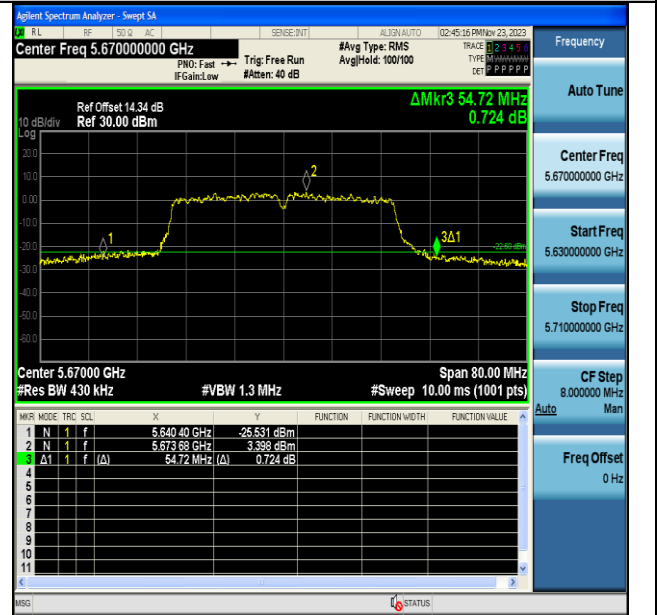 Agilent Spectrum Analyzer - Swept SA
RL RF 50 Ω AC SENSE:INT ALIGN AUTO 02:45:16 PM Nov 23, 2023
Center Freq 5.670000000 GHz
#Avg Type: RMS
TRACE 1 2 3 4 5 6
PNO: Fast Trig: Free Run Avg|Hold: 100/100 TYPE M
IFGain:Low #Atten: 40 dB DET P P P P P P
ΔMkr3 54.72 MHz
0.724 dB
Ref Offset 14.34 dB
10 dB/div Ref 30.00 dBm
Log
20.0
10.0
0.00
-10.0
-20.0
-30.0
-40.0
-50.0
-60.0
1
2
3Δ1
Center 5.67000 GHz Span 80.00 MHz
#Res BW 430 kHz #VBW 1.3 MHz #Sweep 10.00 ms (1001 pts)
MKR MODE TRC SCL X Y FUNCTION FUNCTION WIDTH FUNCTION VALUE
1 N 1 f 5.640 40 GHz -25.531 dBm
2 N 1 f 5.673 68 GHz 3.398 dBm
3 Δ1 1 f (Δ) 54.72 MHz (Δ) 0.724 dB
4
5
6
7
8
9
10
11
MSG STATUS
Frequency
Auto Tune
Center Freq
5.670000000 GHz
Start Freq
5.630000000 GHz
Stop Freq
5.710000000 GHz
CF Step
8.000000 MHz
Auto Man
Freq Offset
0 Hz